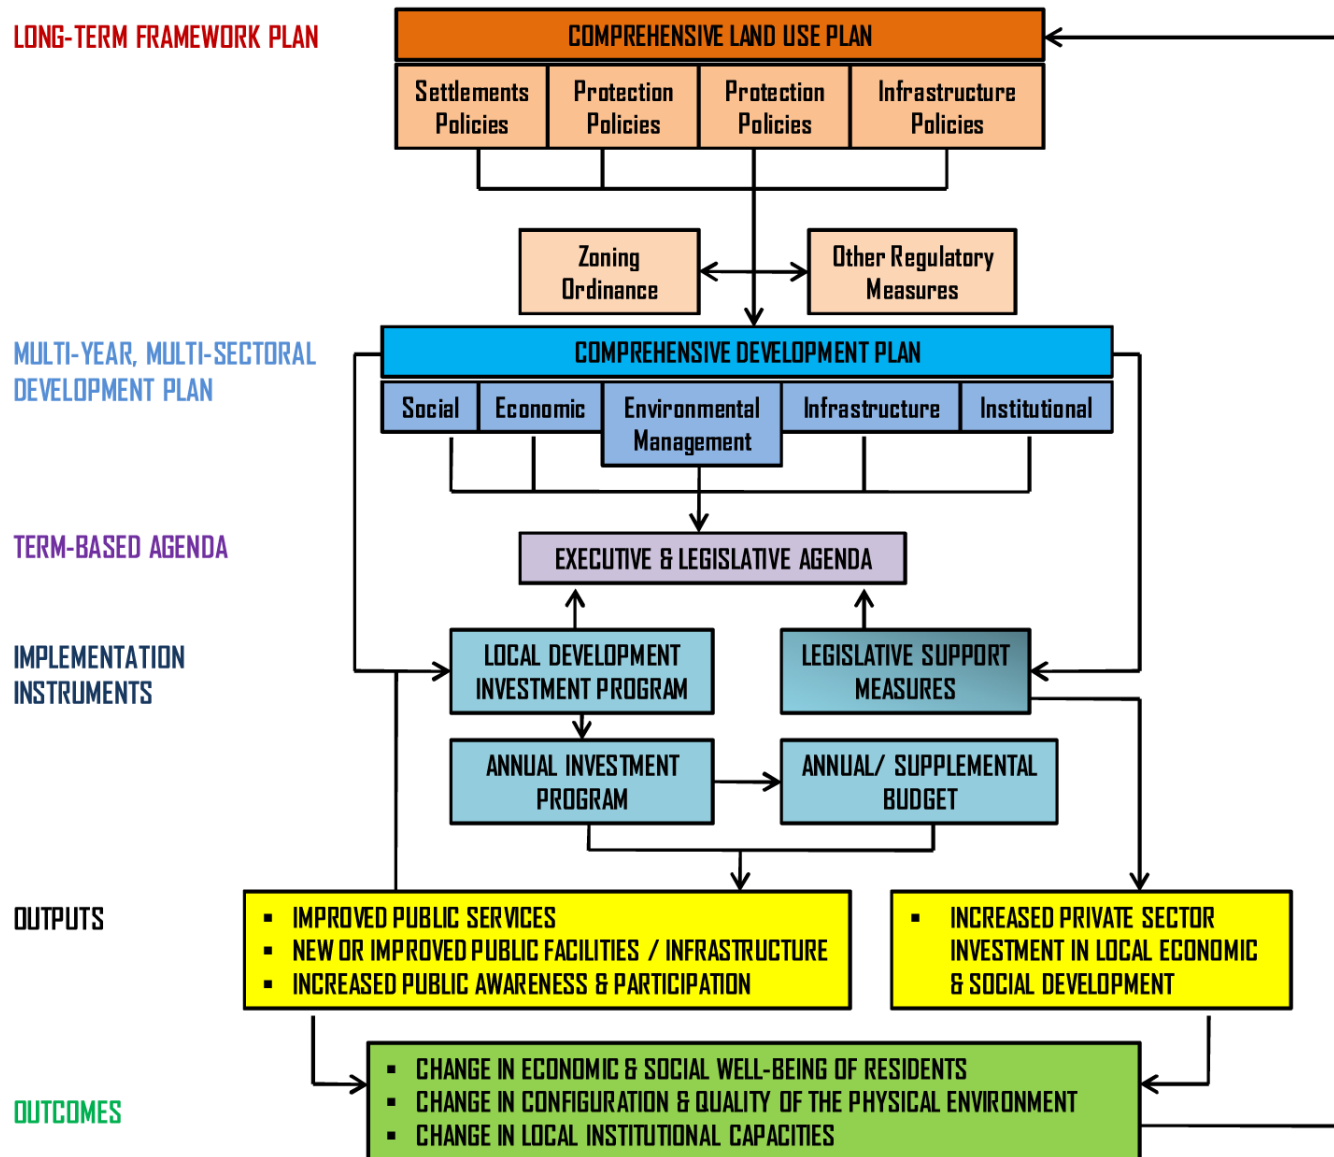 LONG-TERM FRAMEWORK PLAN
COMPREHENSIVE LAND USE PLAN
Settlements
Policies
Protection
Policies
Protection
Policies
Infrastructure
Policies
Zoning
Ordinance
Other Regulatory
Measures
MULTI-YEAR, MULTI-SECTORAL
DEVELOPMENT PLAN
COMPREHENSIVE DEVELOPMENT PLAN
Social
Economic
Environmental
Management
Infrastructure
Institutional
TERM-BASED AGENDA
EXECUTIVE & LEGISLATIVE AGENDA
IMPLEMENTATION
INSTRUMENTS
LOCAL DEVELOPMENT
INVESTMENT PROGRAM
LEGISLATIVE SUPPORT
MEASURES
ANNUAL INVESTMENT
PROGRAM
ANNUAL/ SUPPLEMENTAL
BUDGET
OUTPUTS
▪ IMPROVED PUBLIC SERVICES
▪ NEW OR IMPROVED PUBLIC FACILITIES / INFRASTRUCTURE
▪ INCREASED PUBLIC AWARENESS & PARTICIPATION
▪ INCREASED PRIVATE SECTOR
INVESTMENT IN LOCAL ECONOMIC
& SOCIAL DEVELOPMENT
OUTCOMES
▪ CHANGE IN ECONOMIC & SOCIAL WELL-BEING OF RESIDENTS
▪ CHANGE IN CONFIGURATION & QUALITY OF THE PHYSICAL ENVIRONMENT
▪ CHANGE IN LOCAL INSTITUTIONAL CAPACITIES